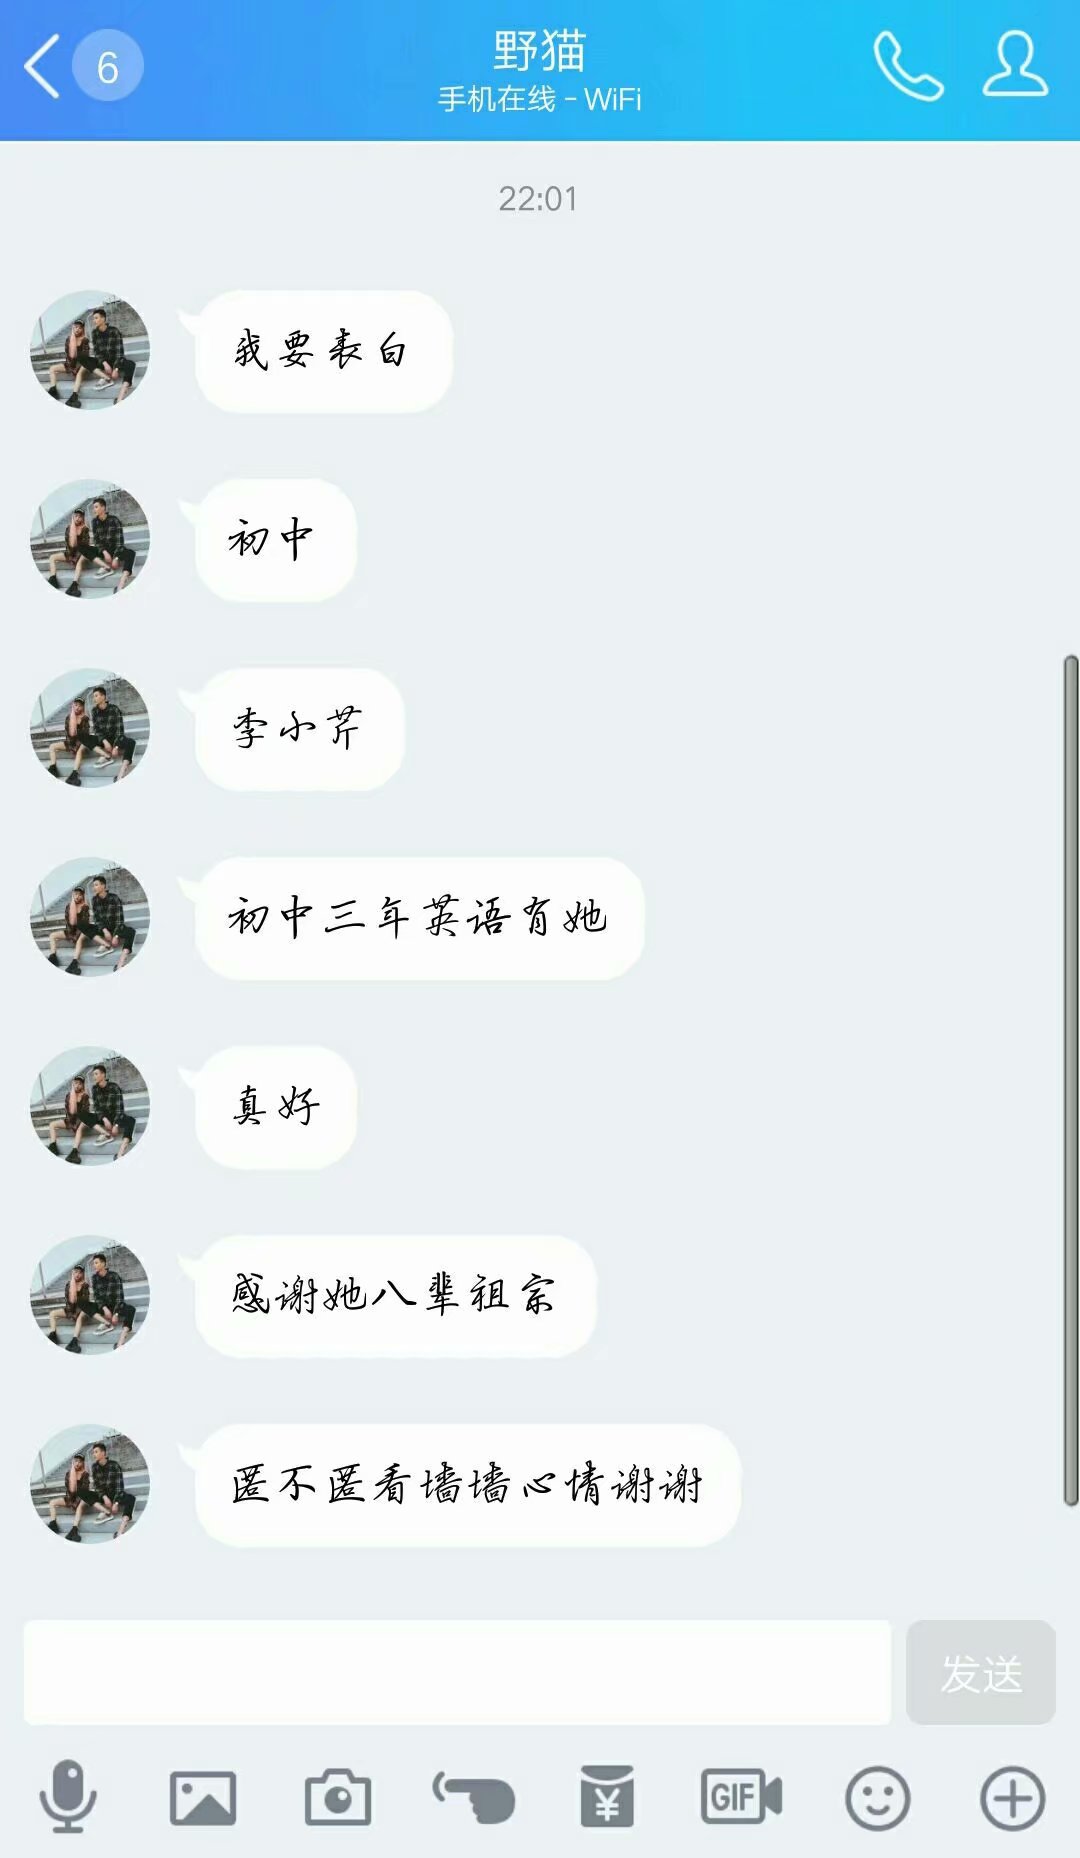 6
野猫
手机在线 - WiFi
22:01
我要表白
初中
李小芹
初中三年英语有她
真好
感谢她八辈祖宗
匿不匿看墙墙心情谢谢
发送
GIF